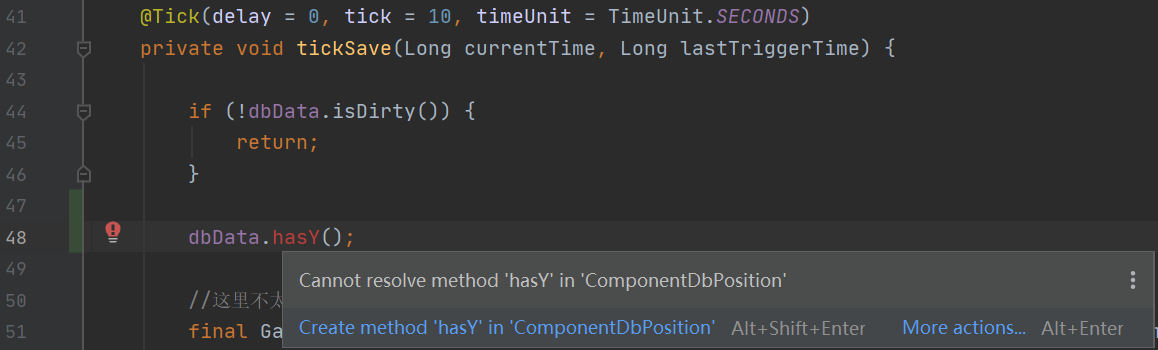 41 @Tick(delay = 0, tick = 10, timeUnit = TimeUnit.SECONDS)
42 private void tickSave(Long currentTime, Long lastTriggerTime) {
43
44 if (!dbData.isDirty()) {
45 return;
46 }
47
48 dbData.hasY();
49
Cannot resolve method 'hasY' in 'ComponentDbPosition'
50 //这里不太
51 final Ga
Create method 'hasY' in 'ComponentDbPosition' Alt+Shift+Enter More actions... Alt+Enter